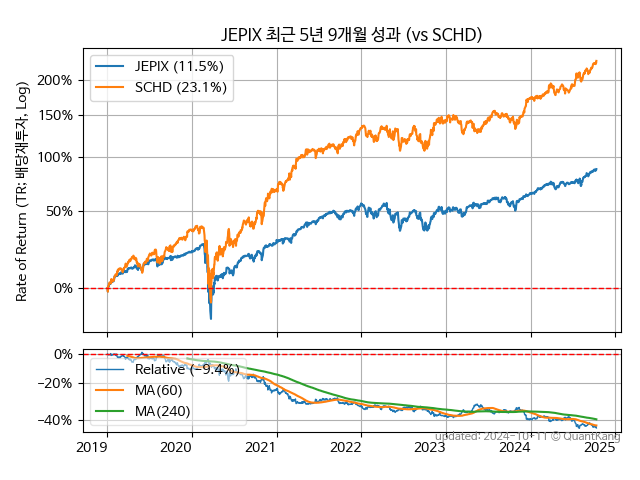 JEPIX 최근 5년 9개월 성과 (vs SCHD)
JEPIX (11.5%)
SCHD (23.1%)
200%
150%
100%
50%
0%
Rate of Return (TR: 배당재투자, Log)
0%
−20%
−40%
Relative (−9.4%)
MA(60)
MA(240)
2019 2020 2021 2022 2023 2024 2025
updated: 2024-10-11 © QuantKang